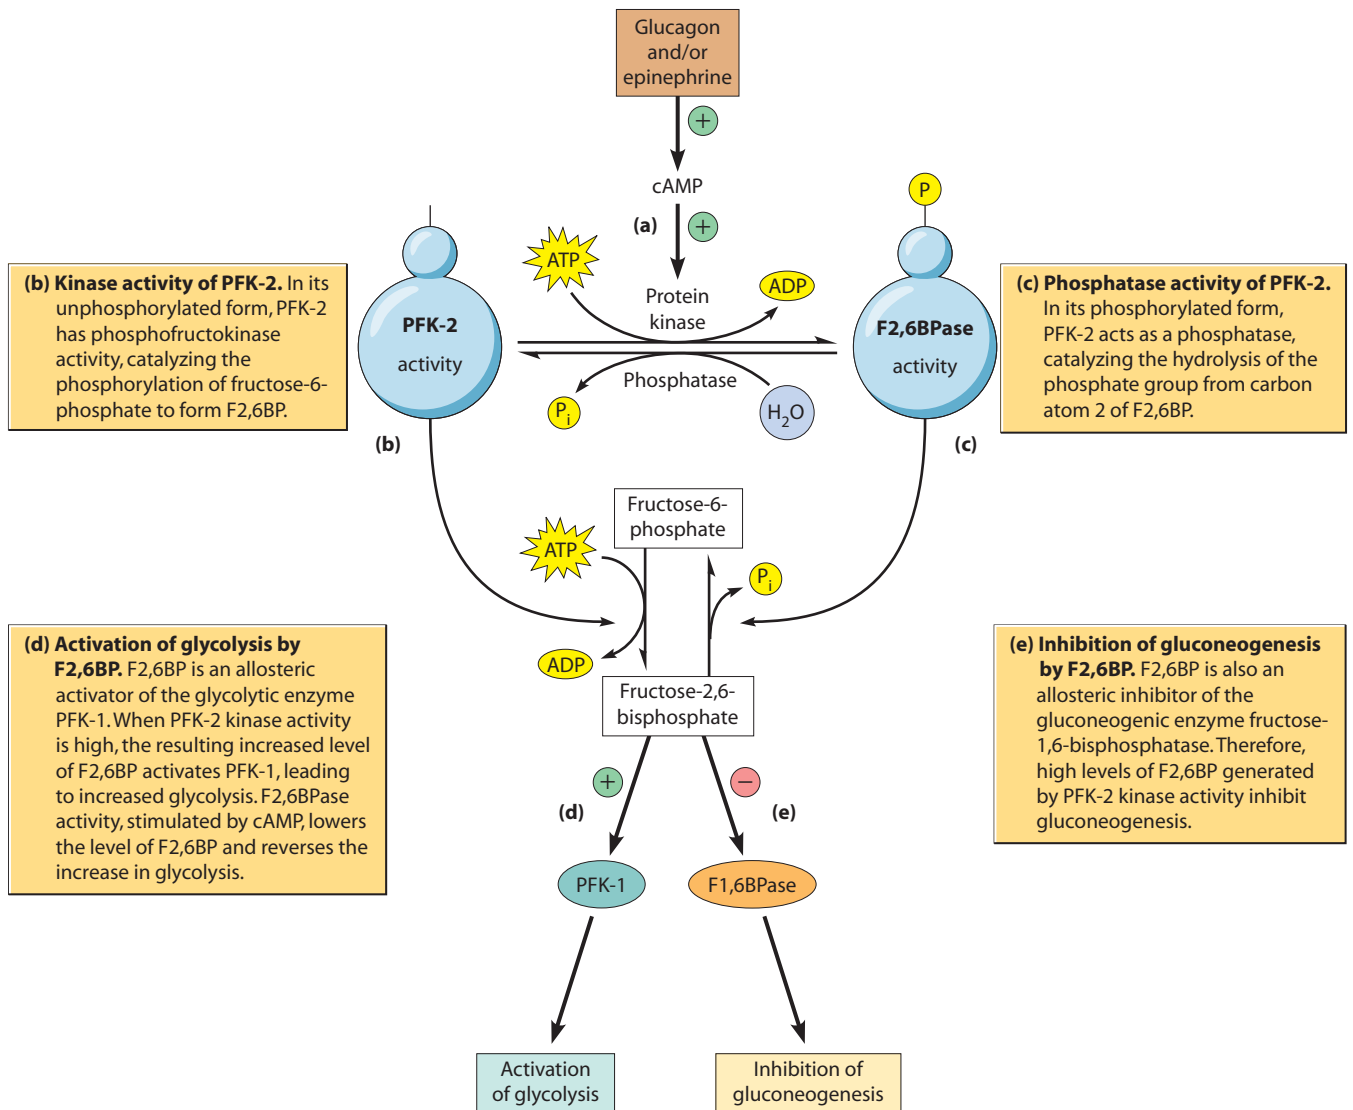 Glucagon
and/or
epinephrine
+
cAMP
(a)
+
P
ATP
ADP
Protein
kinase
PFK-2
activity
F2,6BPase
activity
Phosphatase
Pi
H2O
(b) Kinase activity of PFK-2. In its
unphosphorylated form, PFK-2
has phosphofructokinase
activity, catalyzing the
phosphorylation of fructose-6-
phosphate to form F2,6BP.
(c) Phosphatase activity of PFK-2.
In its phosphorylated form,
PFK-2 acts as a phosphatase,
catalyzing the hydrolysis of the
phosphate group from carbon
atom 2 of F2,6BP.
(b)
(c)
Fructose-6-
phosphate
ATP
Pi
ADP
Fructose-2,6-
bisphosphate
(d) Activation of glycolysis by
F2,6BP. F2,6BP is an allosteric
activator of the glycolytic enzyme
PFK-1. When PFK-2 kinase activity
is high, the resulting increased level
of F2,6BP activates PFK-1, leading
to increased glycolysis. F2,6BPase
activity, stimulated by cAMP, lowers
the level of F2,6BP and reverses the
increase in glycolysis.
(e) Inhibition of gluconeogenesis
by F2,6BP. F2,6BP is also an
allosteric inhibitor of the
gluconeogenic enzyme fructose-
1,6-bisphosphatase. Therefore,
high levels of F2,6BP generated
by PFK-2 kinase activity inhibit
gluconeogenesis.
+
−
(d)
(e)
PFK-1
F1,6BPase
Activation
of glycolysis
Inhibition of
gluconeogenesis